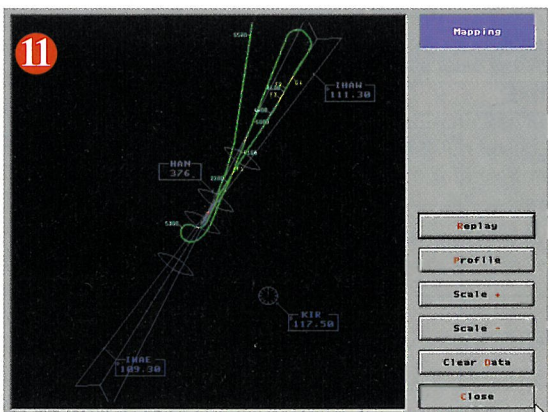 11
Mapping
IHAW
111.30
HAM
376
KIR
117.50
IHAE
109.30
Replay
Profile
Scale +
Scale -
Clear Data
Close